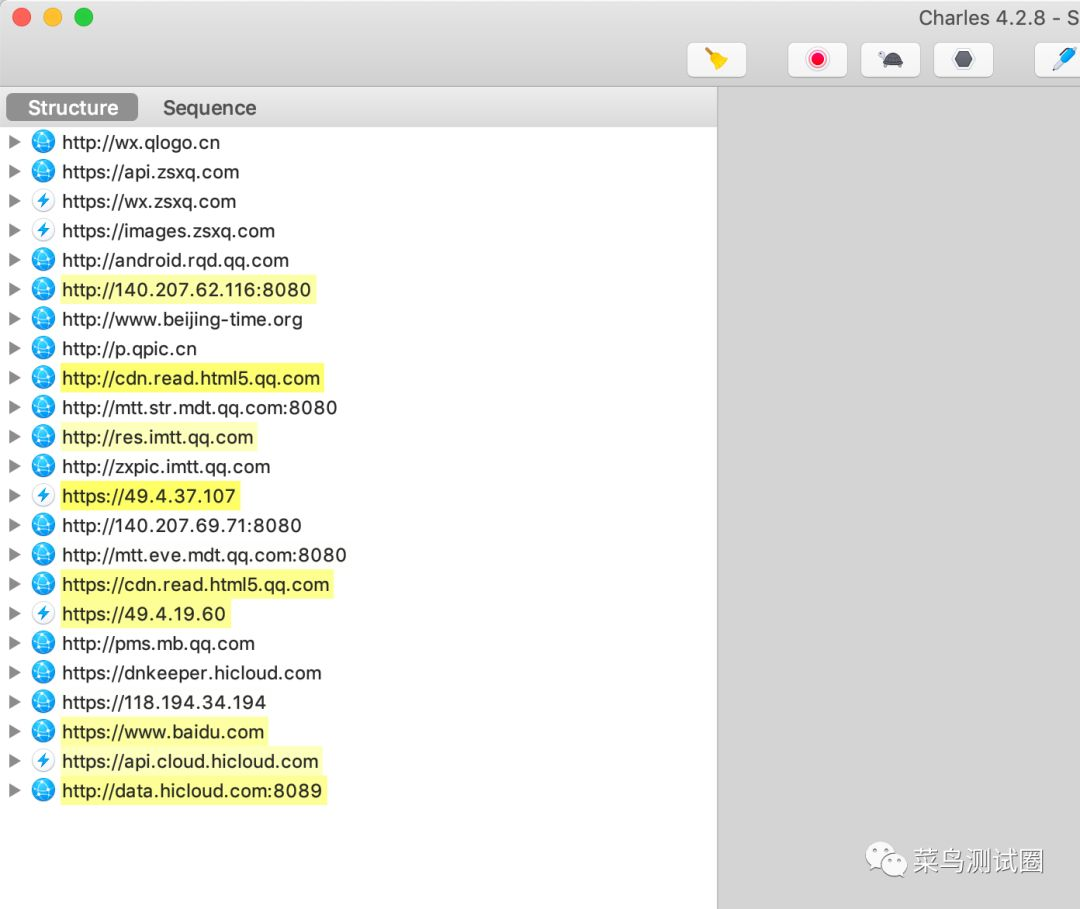 Charles 4.2.8 - S
Structure Sequence
http://wx.qlogo.cn
https://api.zsxq.com
https://wx.zsxq.com
https://images.zsxq.com
http://android.rqd.qq.com
http://140.207.62.116:8080
http://www.beijing-time.org
http://p.qpic.cn
http://cdn.read.html5.qq.com
http://mtt.str.mdt.qq.com:8080
http://res.imtt.qq.com
http://zxpic.imtt.qq.com
https://49.4.37.107
http://140.207.69.71:8080
http://mtt.eve.mdt.qq.com:8080
https://cdn.read.html5.qq.com
https://49.4.19.60
http://pms.mb.qq.com
https://dnkeeper.hicloud.com
https://118.194.34.194
https://www.baidu.com
https://api.cloud.hicloud.com
http://data.hicloud.com:8089
菜鸟测试圈